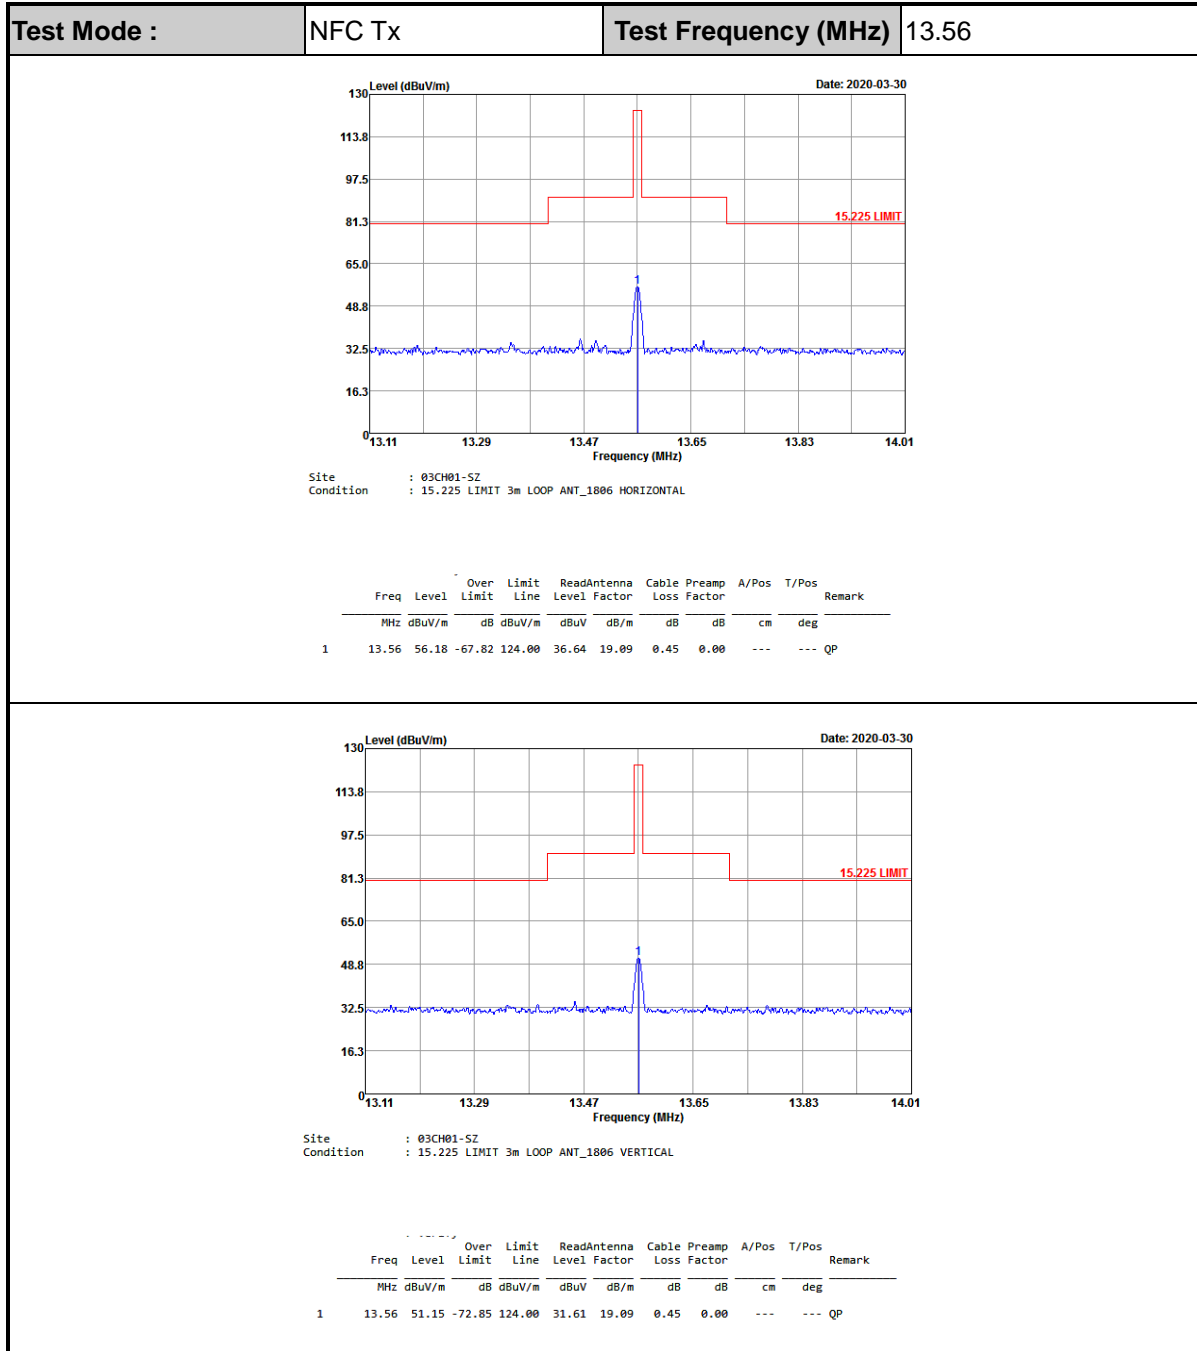 Test Mode : NFC Tx Test Frequency (MHz) 13.56
Level (dBuV/m) Date: 2020-03-30
130
113.8
97.5
81.3 15.225 LIMIT
65.0
1
48.8
32.5
16.3
0
13.11 13.29 13.47 13.65 13.83 14.01
Frequency (MHz)
Site : 03CH01-SZ
Condition : 15.225 LIMIT 3m LOOP ANT_1806 HORIZONTAL
Over Limit ReadAntenna Cable Preamp A/Pos T/Pos
Freq Level Limit Line Level Factor Loss Factor Remark
MHz dBuV/m dB dBuV/m dBuV dB/m dB dB cm deg
1 13.56 56.18 -67.82 124.00 36.64 19.09 0.45 0.00 --- --- QP
Level (dBuV/m) Date: 2020-03-30
130
113.8
97.5
81.3 15.225 LIMIT
65.0
1
48.8
32.5
16.3
0
13.11 13.29 13.47 13.65 13.83 14.01
Frequency (MHz)
Site : 03CH01-SZ
Condition : 15.225 LIMIT 3m LOOP ANT_1806 VERTICAL
Over Limit ReadAntenna Cable Preamp A/Pos T/Pos
Freq Level Limit Line Level Factor Loss Factor Remark
MHz dBuV/m dB dBuV/m dBuV dB/m dB dB cm deg
1 13.56 51.15 -72.85 124.00 31.61 19.09 0.45 0.00 --- --- QP